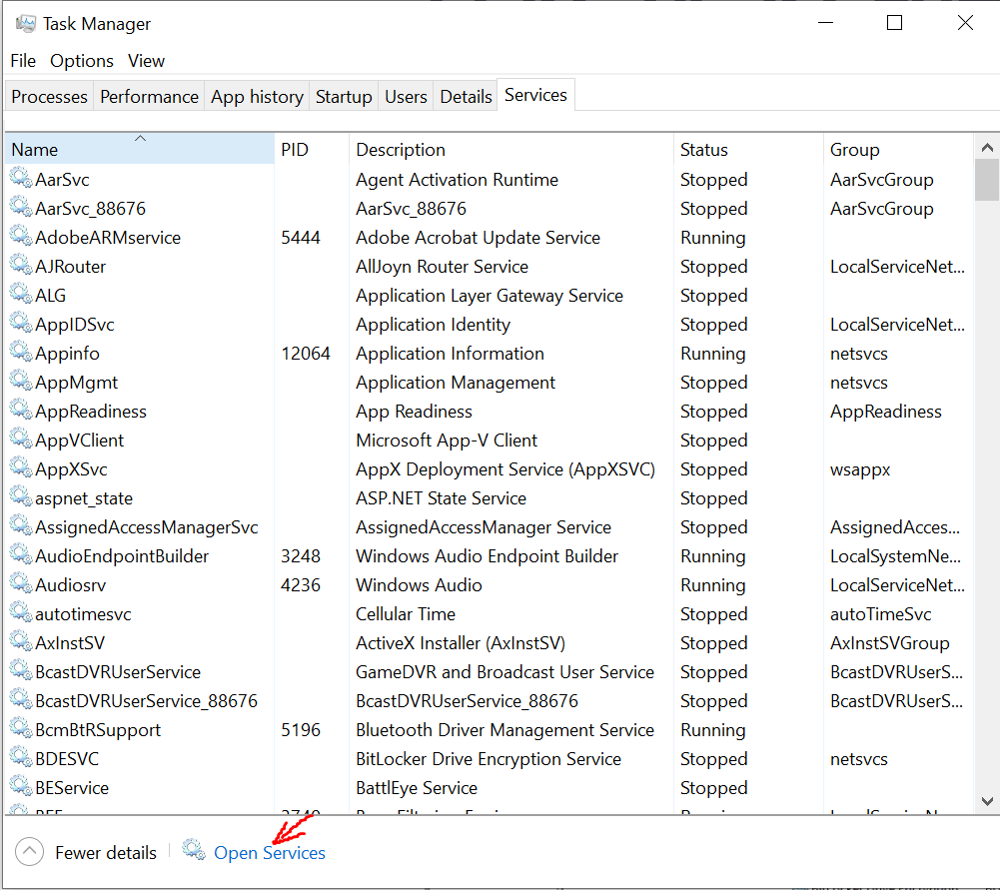 Task Manager
File Options View
Processes Performance App history Startup Users Details Services
Name PID Description Status Group
AarSvc Agent Activation Runtime Stopped AarSvcGroup
AarSvc_88676 AarSvc_88676 Stopped AarSvcGroup
AdobeARMservice 5444 Adobe Acrobat Update Service Running
AJRouter AllJoyn Router Service Stopped LocalServiceNet...
ALG Application Layer Gateway Service Stopped
AppIDSvc Application Identity Stopped LocalServiceNet...
Appinfo 12064 Application Information Running netsvcs
AppMgmt Application Management Stopped netsvcs
AppReadiness App Readiness Stopped AppReadiness
AppVClient Microsoft App-V Client Stopped
AppXSvc AppX Deployment Service (AppXSVC) Stopped wsappx
aspnet_state ASP.NET State Service Stopped
AssignedAccessManagerSvc AssignedAccessManager Service Stopped AssignedAcces...
AudioEndpointBuilder 3248 Windows Audio Endpoint Builder Running LocalSystemNe...
Audiosrv 4236 Windows Audio Running LocalServiceNet...
autotimesvc Cellular Time Stopped autoTimeSvc
AxInstSV ActiveX Installer (AxInstSV) Stopped AxInstSVGroup
BcastDVRUserService GameDVR and Broadcast User Service Stopped BcastDVRUserS...
BcastDVRUserService_88676 BcastDVRUserService_88676 Stopped BcastDVRUserS...
BcmBtRSupport 5196 Bluetooth Driver Management Service Running
BDESVC BitLocker Drive Encryption Service Stopped netsvcs
BEService BattlEye Service Stopped
Fewer details Open Services